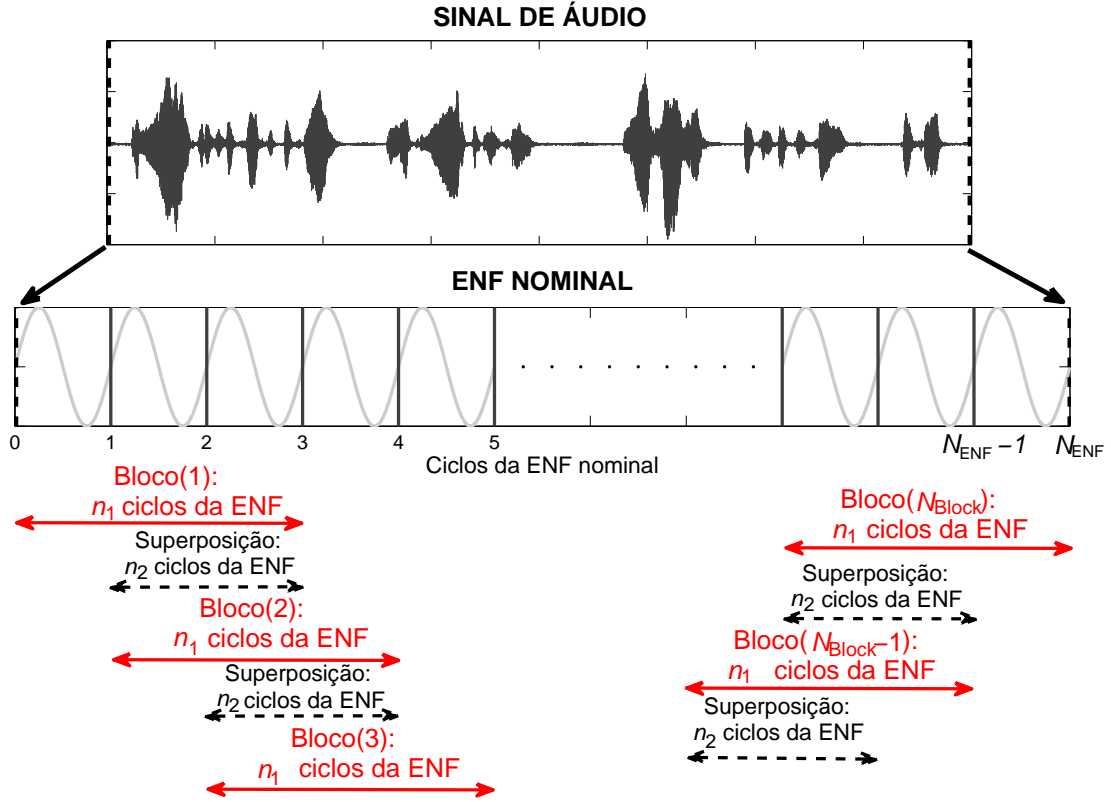 SINAL DE ÁUDIO
ENF NOMINAL
. . . . . . . . .
0 1 2 3 4 5 N_ENF −1 N_ENF
Ciclos da ENF nominal
Bloco(1):
n1 ciclos da ENF
Superposição:
n2 ciclos da ENF
Bloco(2):
n1 ciclos da ENF
Superposição:
n2 ciclos da ENF
Bloco(3):
n1 ciclos da ENF
Bloco(N_Block):
n1 ciclos da ENF
Superposição:
n2 ciclos da ENF
Bloco(N_Block−1):
n1 ciclos da ENF
Superposição:
n2 ciclos da ENF